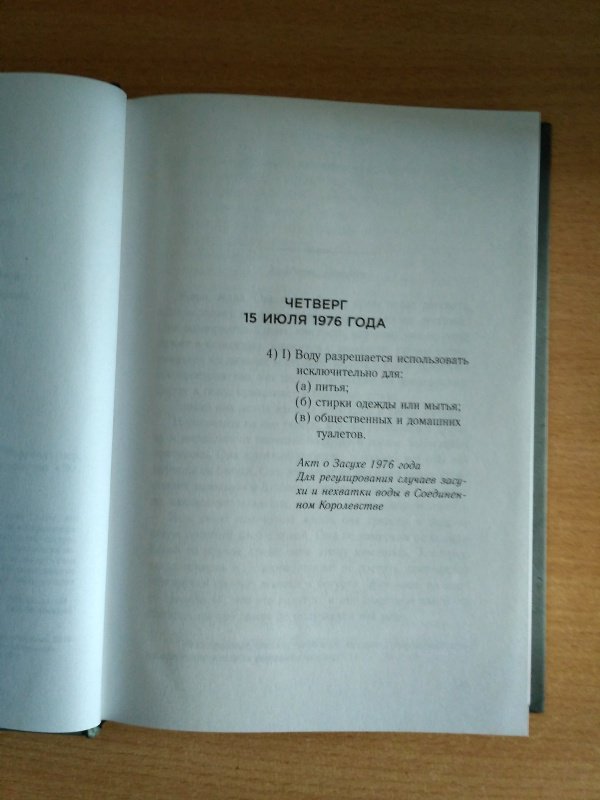 ЧЕТВЕРГ
15 ИЮЛЯ 1976 ГОДА
4) I) Воду разрешается использовать
исключительно для:
(а) питья;
(б) стирки одежды или мытья;
(в) общественных и домашних
туалетов.
Акт о Засухе 1976 года
Для регулирования случаев засу-
хи и нехватки воды в Соединен-
ном Королевстве